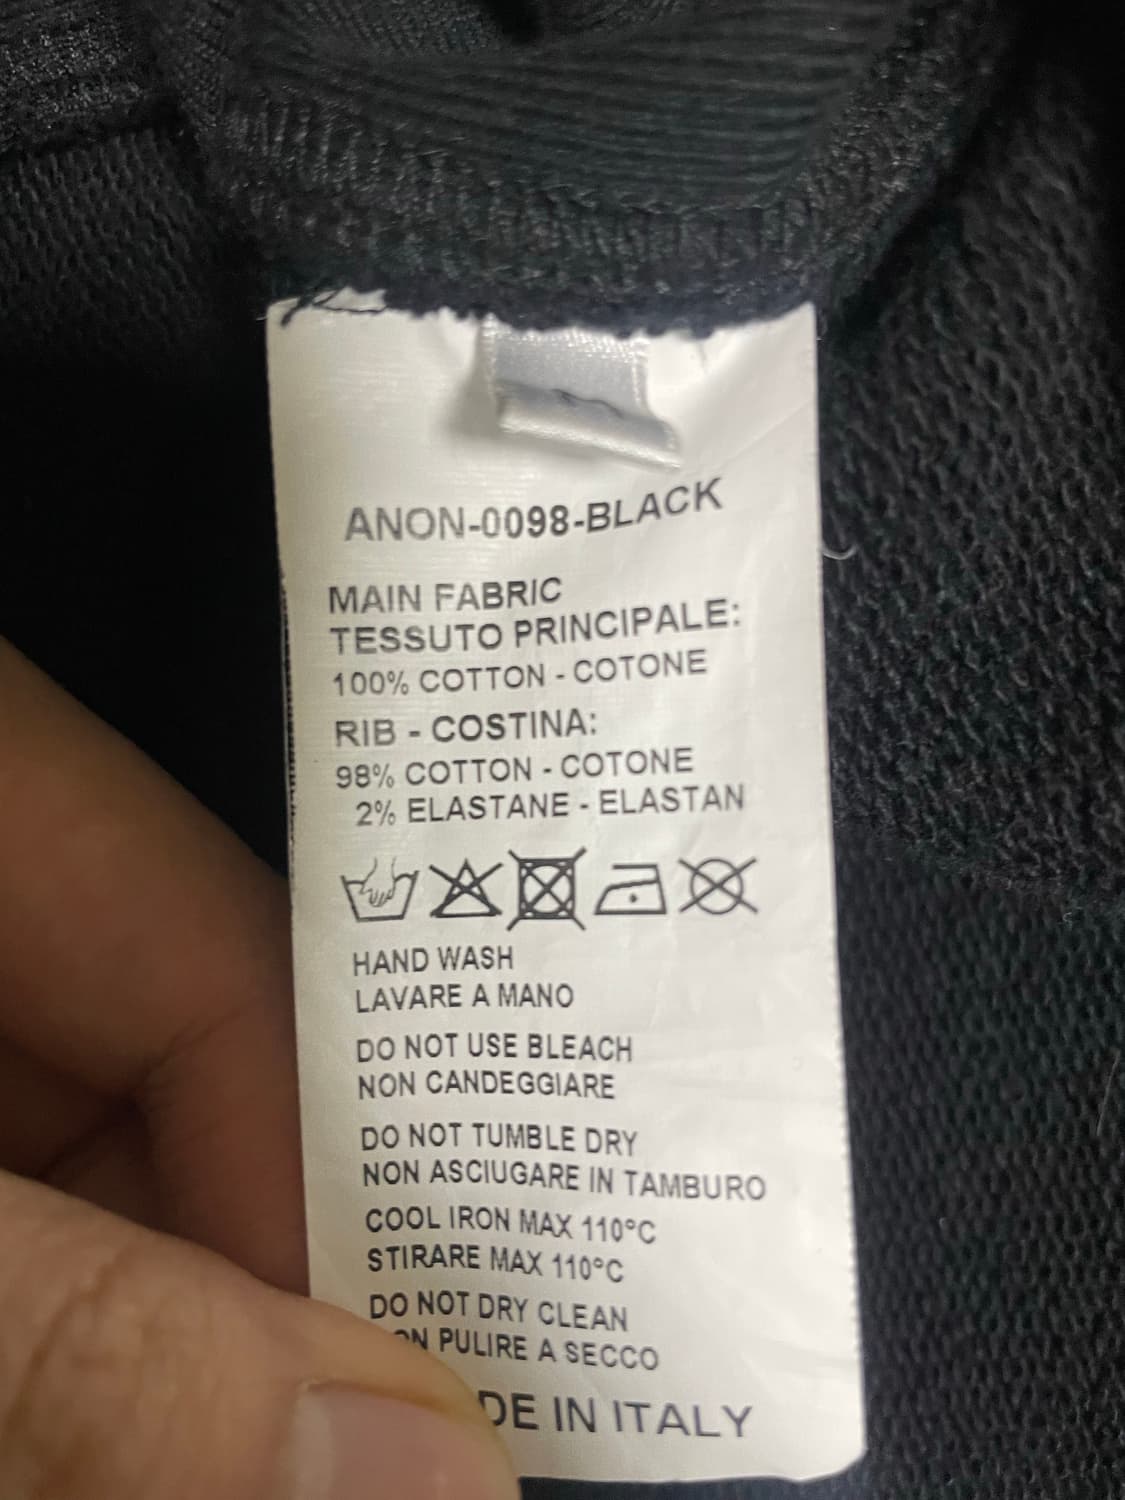 ANON-0098-BLACK
MAIN FABRIC
TESSUTO PRINCIPALE:
100% COTTON - COTONE
RIB - COSTINA:
98% COTTON - COTONE
2% ELASTANE - ELASTAN
HAND WASH
LAVARE A MANO
DO NOT USE BLEACH
NON CANDEGGIARE
DO NOT TUMBLE DRY
NON ASCIUGARE IN TAMBURO
COOL IRON MAX 110°C
STIRARE MAX 110°C
DO NOT DRY CLEAN
PULIRE A SECCO
IN ITALY